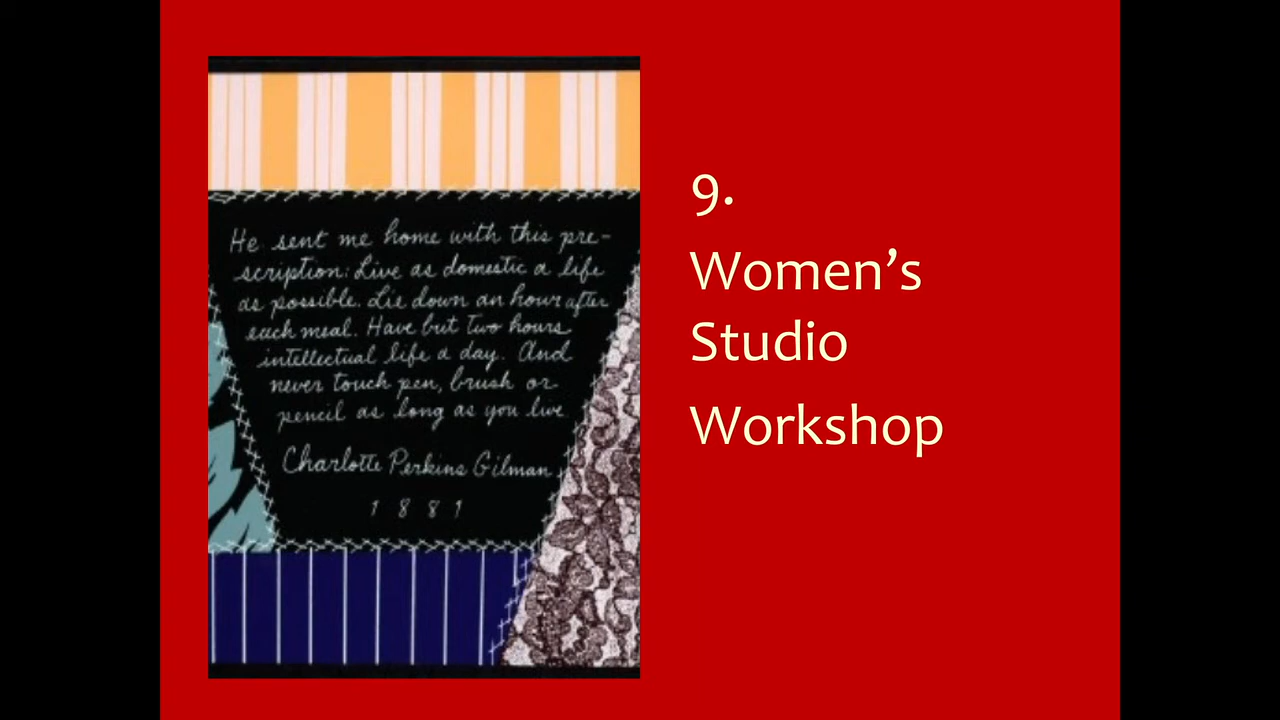 He sent me home with this pre-
scription: Live as domestic a life
as possible. Lie down an hour after
each meal. Have but two hours
intellectual life a day. And
never touch pen, brush or
pencil as long as you live
Charlotte Perkins Gilman
1881
9.
Women’s
Studio
Workshop